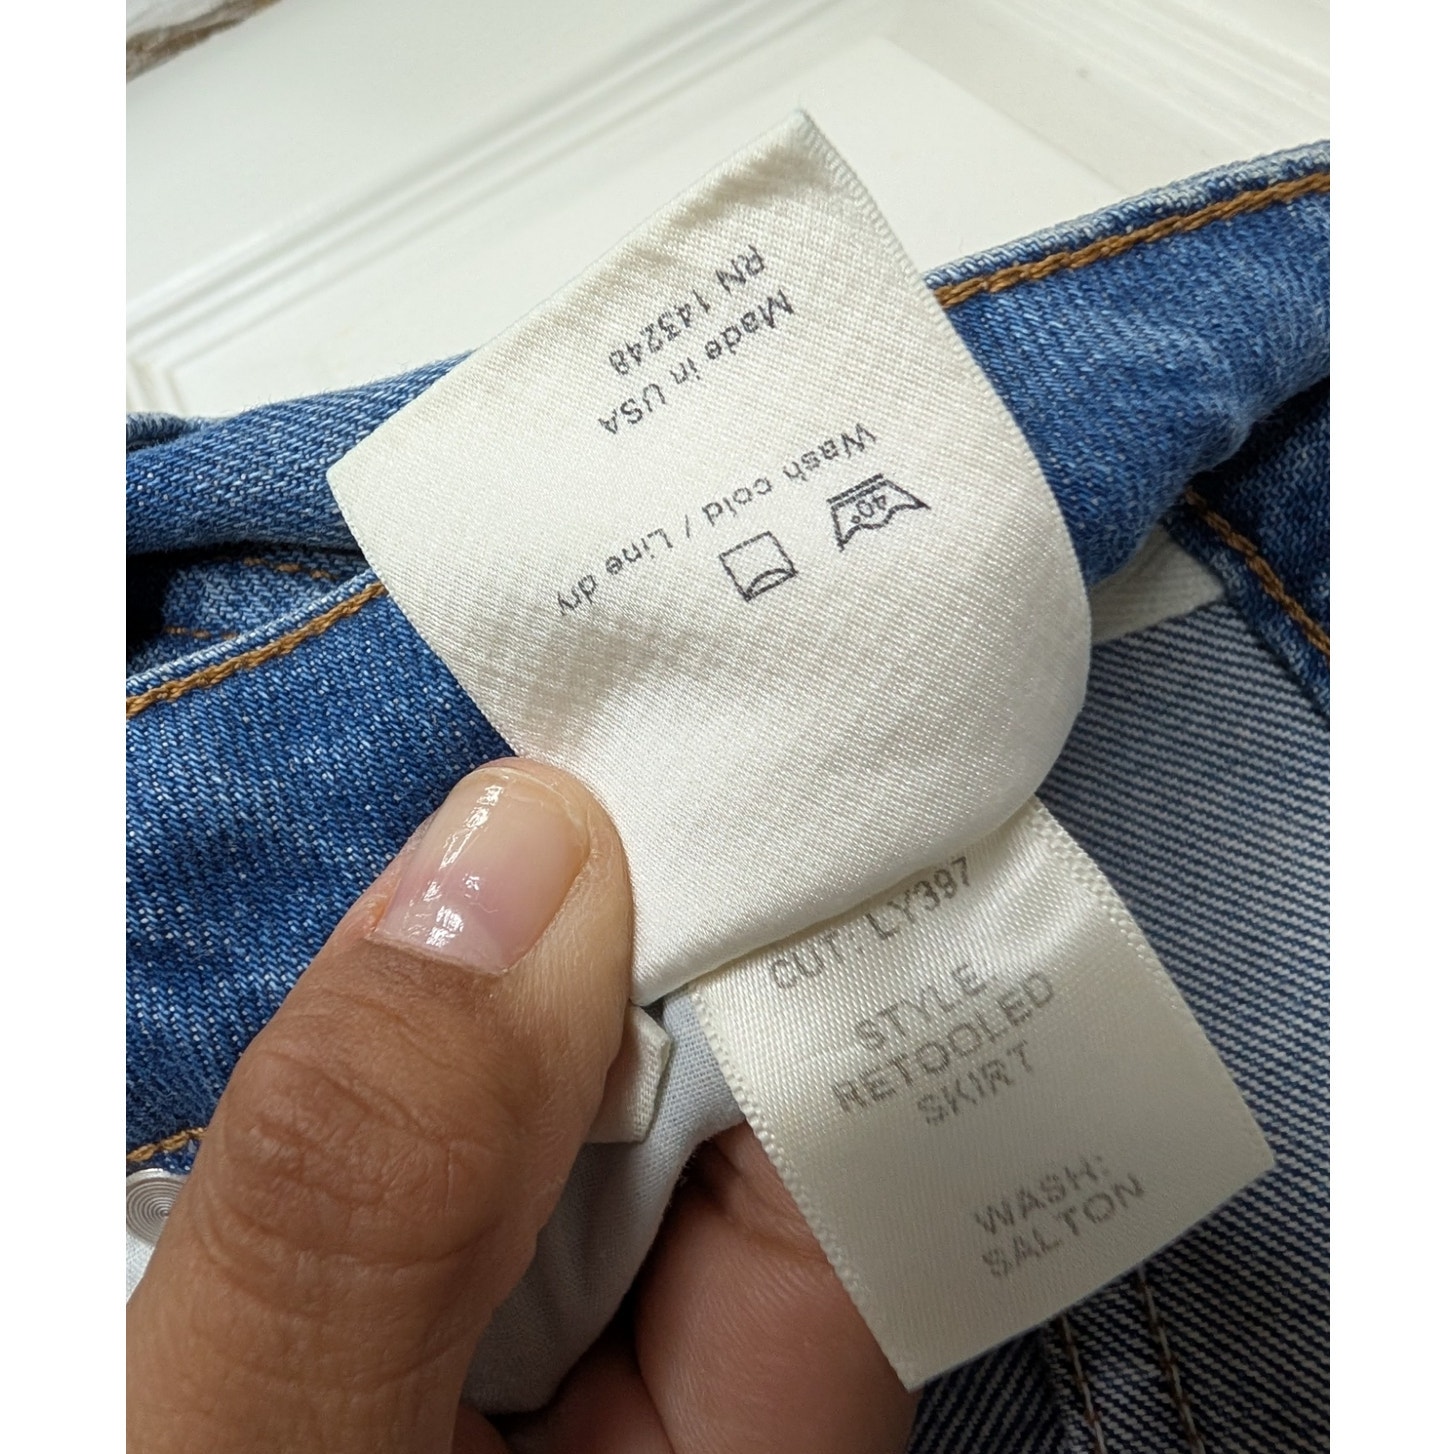 RN 143248
Made in USA
Wash cold / Line dry
40°
CUT: LY397
STYLE:
RETOOLED
SKIRT
WASH:
SALTON